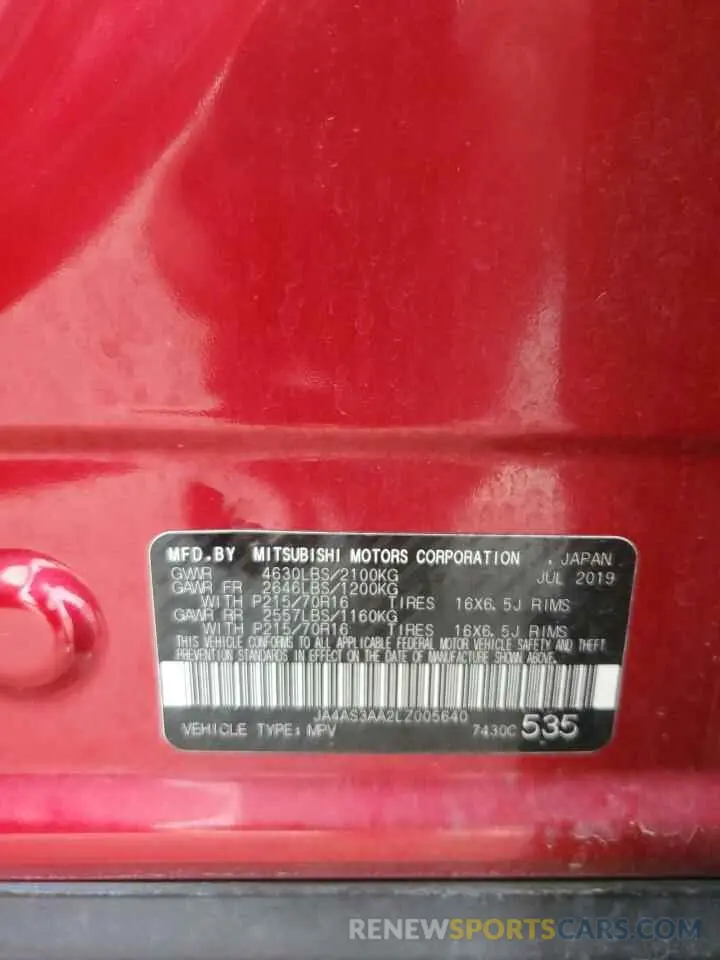 MFD.BY MITSUBISHI MOTORS CORPORATION , JAPAN
GVWR 4630LBS/2100KG JUL 2019
GAWR FR 2646LBS/1200KG
WITH P215/70R16 TIRES 16X6.5J RIMS
GAWR RR 2557LBS/1160KG
WITH P215/70R16 TIRES 16X6.5J RIMS
THIS VEHICLE CONFORMS TO ALL APPLICABLE FEDERAL MOTOR VEHICLE SAFETY AND THEFT
PREVENTION STANDARDS IN EFFECT ON THE DATE OF MANUFACTURE SHOWN ABOVE.
JA4AS3AA2LZ005640
VEHICLE TYPE: MPV 7430C 535
RENEWSPORTSCARS.COM